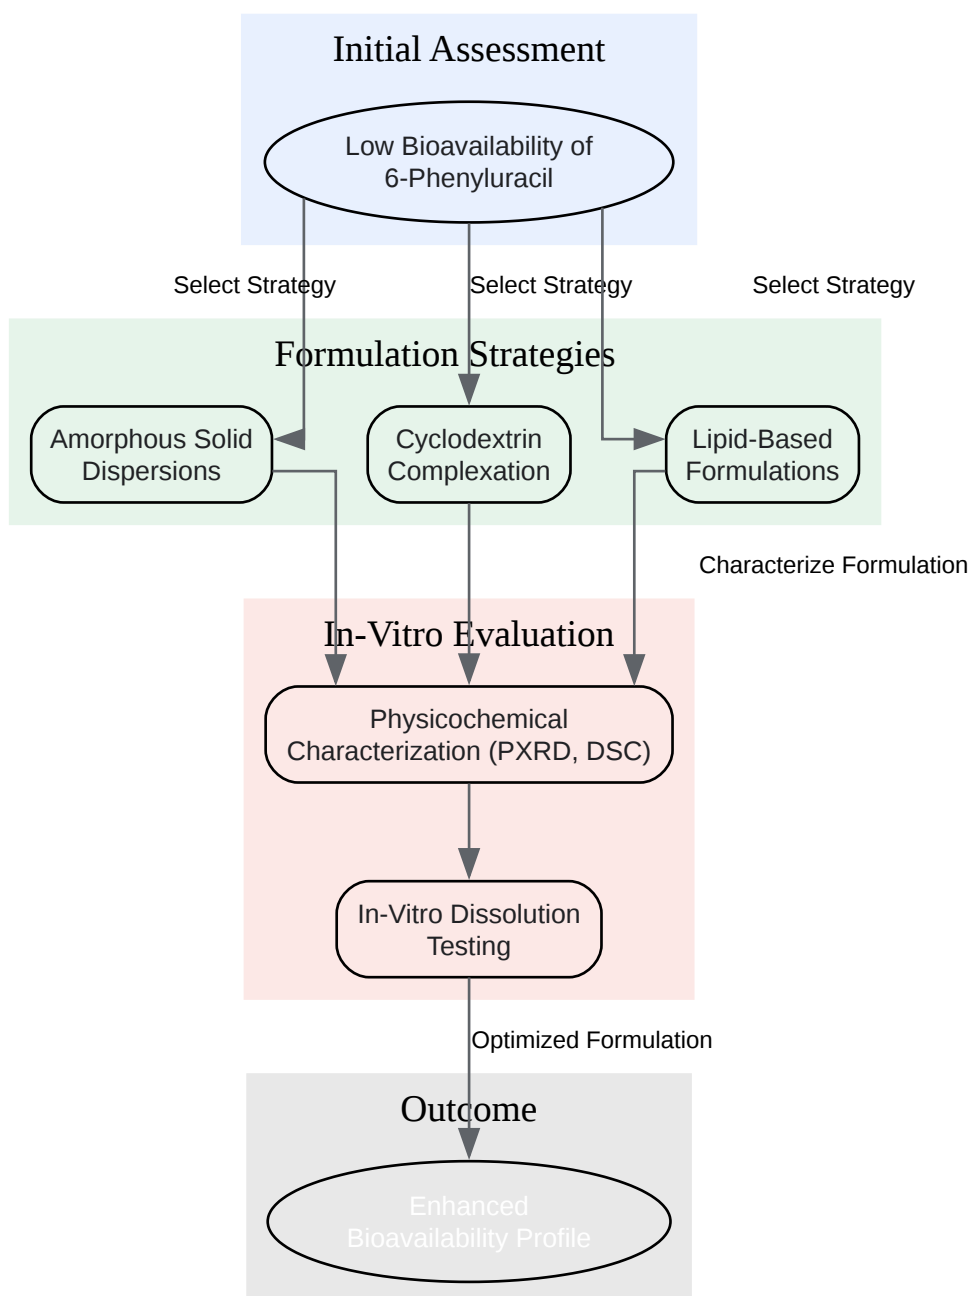 Initial Assessment
Low Bioavailability of
6-Phenyluracil
Select Strategy
Select Strategy
Select Strategy
Formulation Strategies
Amorphous Solid
Dispersions
Cyclodextrin
Complexation
Lipid-Based
Formulations
Characterize Formulation
In-Vitro Evaluation
Physicochemical
Characterization (PXRD, DSC)
In-Vitro Dissolution
Testing
Optimized Formulation
Outcome
Enhanced
Bioavailability Profile